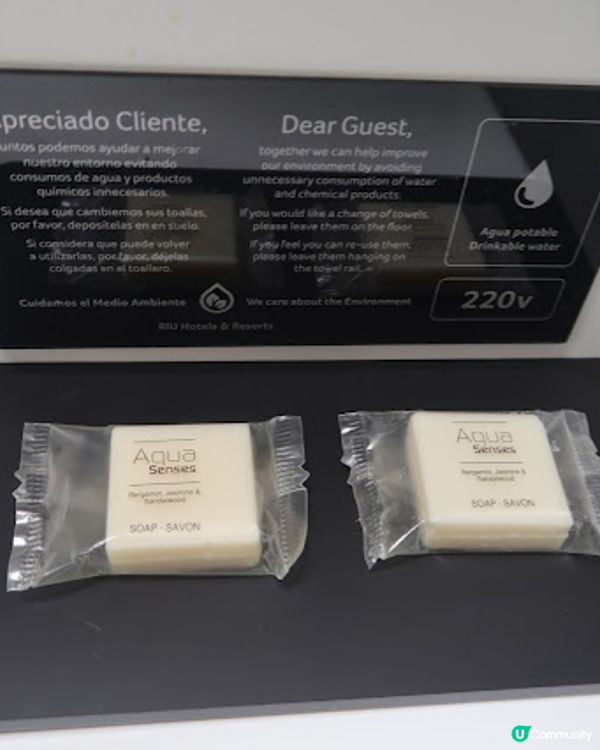 preciado Cliente,
untos podemos ayudar a mejorar
nuestro entorno evitando
consumos de agua y productos
químicos innecesarios.
Si desea que cambiemos sus toallas,
por favor, deposítelas en en suelo.
Si considera que puede volver
a utilizarlas, por favor, déjelas
colgadas en el toallero.
Dear Guest,
together we can help improve
our environment by avoiding
unnecessary consumption of water
and chemical products.
If you would like a change of towels,
please leave them on the floor.
If you feel you can re-use them,
please leave them hanging on
the towel rail.
Agua potable
Drinkable water
220v
Cuidamos el Medio Ambiente
We care about the Environment
RIU Hotels & Resorts
Aqua
Senses
Bergamot, Jasmine &
Sandalwood
SOAP · SAVON
Aqua
Senses
Bergamot, Jasmine &
Sandalwood
SOAP · SAVON
U Community